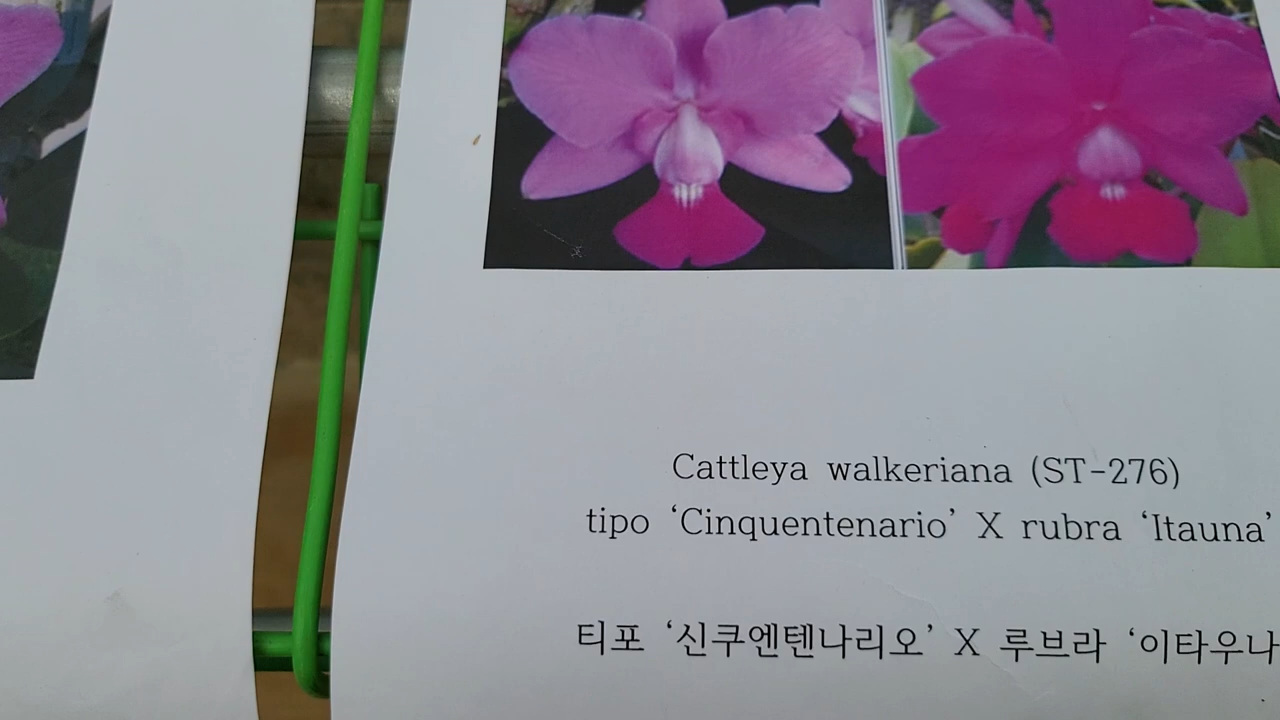 Cattleya walkeriana (ST-276)
tipo ‘Cinquentenario’ X rubra ‘Itauna’
티포 ‘신쿠엔텐나리오’ X 루브라 ‘이타우나